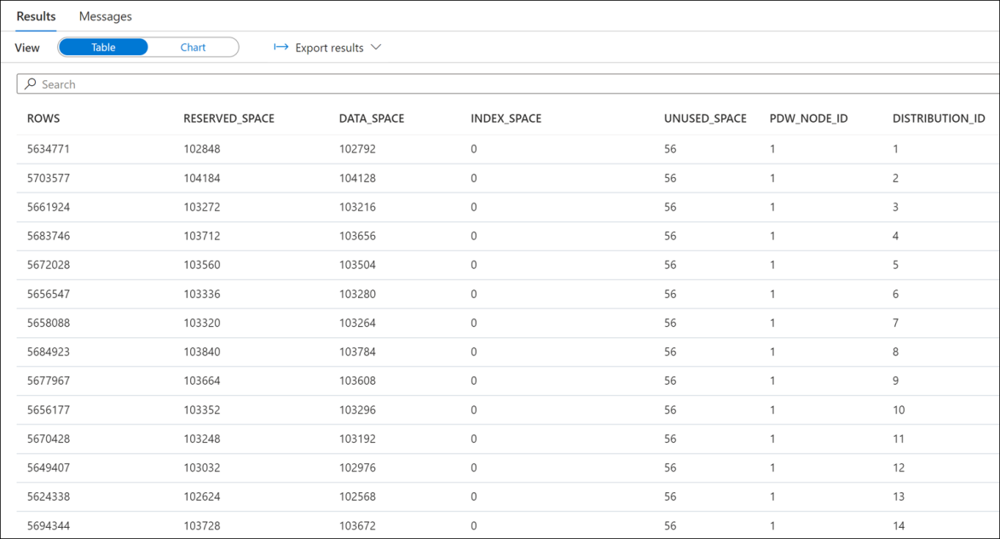 Results Messages
View Table Chart Export results
Search
ROWS RESERVED_SPACE DATA_SPACE INDEX_SPACE UNUSED_SPACE PDW_NODE_ID DISTRIBUTION_ID
5634771 102848 102792 0 56 1 1
5703577 104184 104128 0 56 1 2
5661924 103272 103216 0 56 1 3
5683746 103712 103656 0 56 1 4
5672028 103560 103504 0 56 1 5
5656547 103336 103280 0 56 1 6
5658088 103320 103264 0 56 1 7
5684923 103840 103784 0 56 1 8
5677967 103664 103608 0 56 1 9
5656177 103352 103296 0 56 1 10
5670428 103248 103192 0 56 1 11
5649407 103032 102976 0 56 1 12
5624338 102624 102568 0 56 1 13
5694344 103728 103672 0 56 1 14